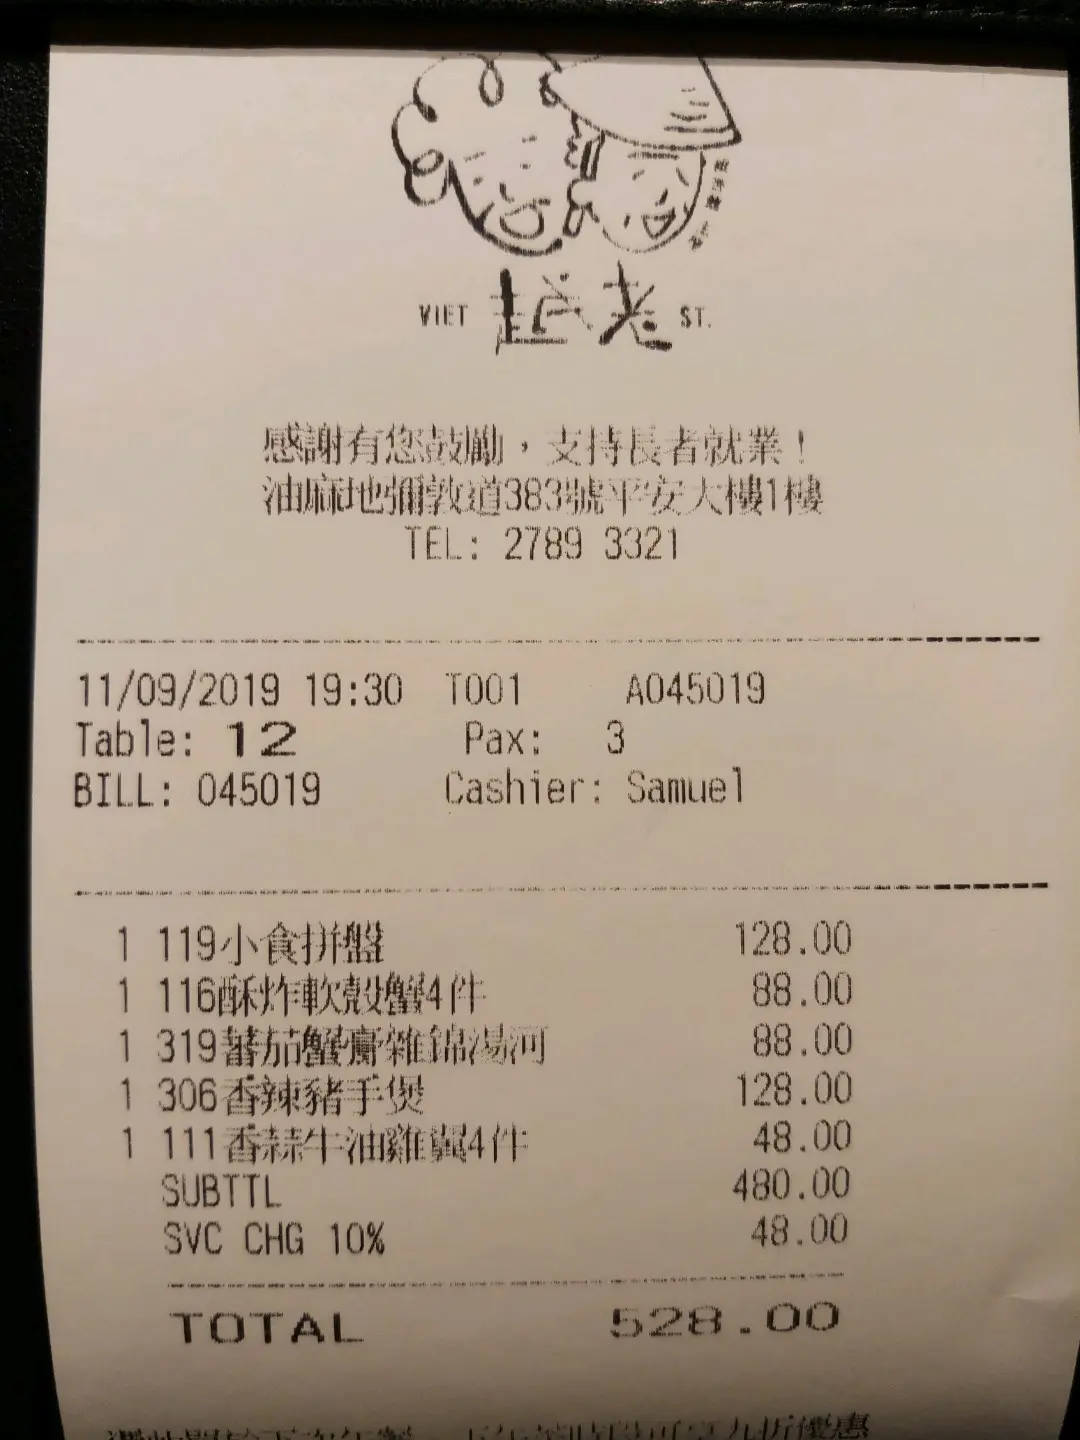 VIET 越老 ST.
感謝有您鼓勵，支持長者就業！
油麻地彌敦道383號平安大樓1樓
TEL: 2789 3321
11/09/2019 19:30 T001 A045019
Table: 12 Pax: 3
BILL: 045019 Cashier: Samuel
1 119小食拼盤 128.00
1 116酥炸軟殼蟹4件 88.00
1 319蕃茄蟹膏雜錦湯河 88.00
1 306香辣豬手煲 128.00
1 111香蒜牛油雞翼4件 48.00
SUBTTL 480.00
SVC CHG 10% 48.00
TOTAL 528.00
九折優惠